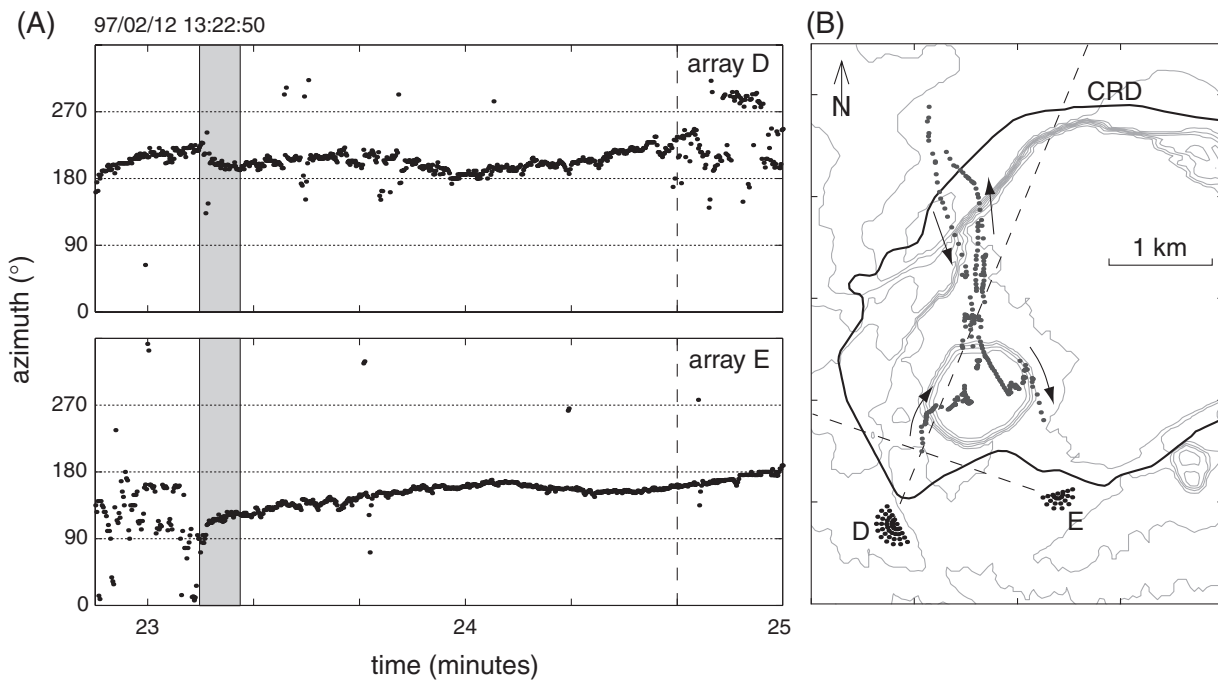 (A)
97/02/12 13:22:50
array D
270
180
90
0
azimuth (°)
array E
270
180
90
0
23
24
25
time (minutes)
(B)
N
CRD
1 km
D
E